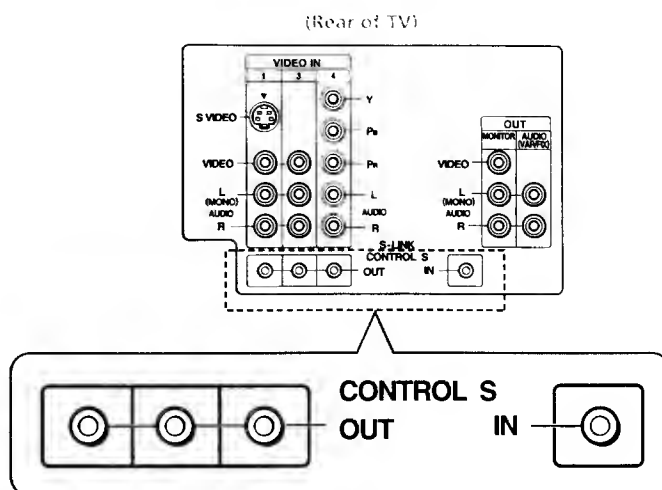 (Rear of TV)
VIDEO IN
1 3 4
S VIDEO
Y
PB
VIDEO
PR
L
(MONO)
AUDIO
R
L
AUDIO
R
OUT
MONITOR
AUDIO
(VAR/FIX)
VIDEO
L
(MONO)
AUDIO
R
S-LINK
CONTROL S
OUT
IN
CONTROL S
OUT
IN